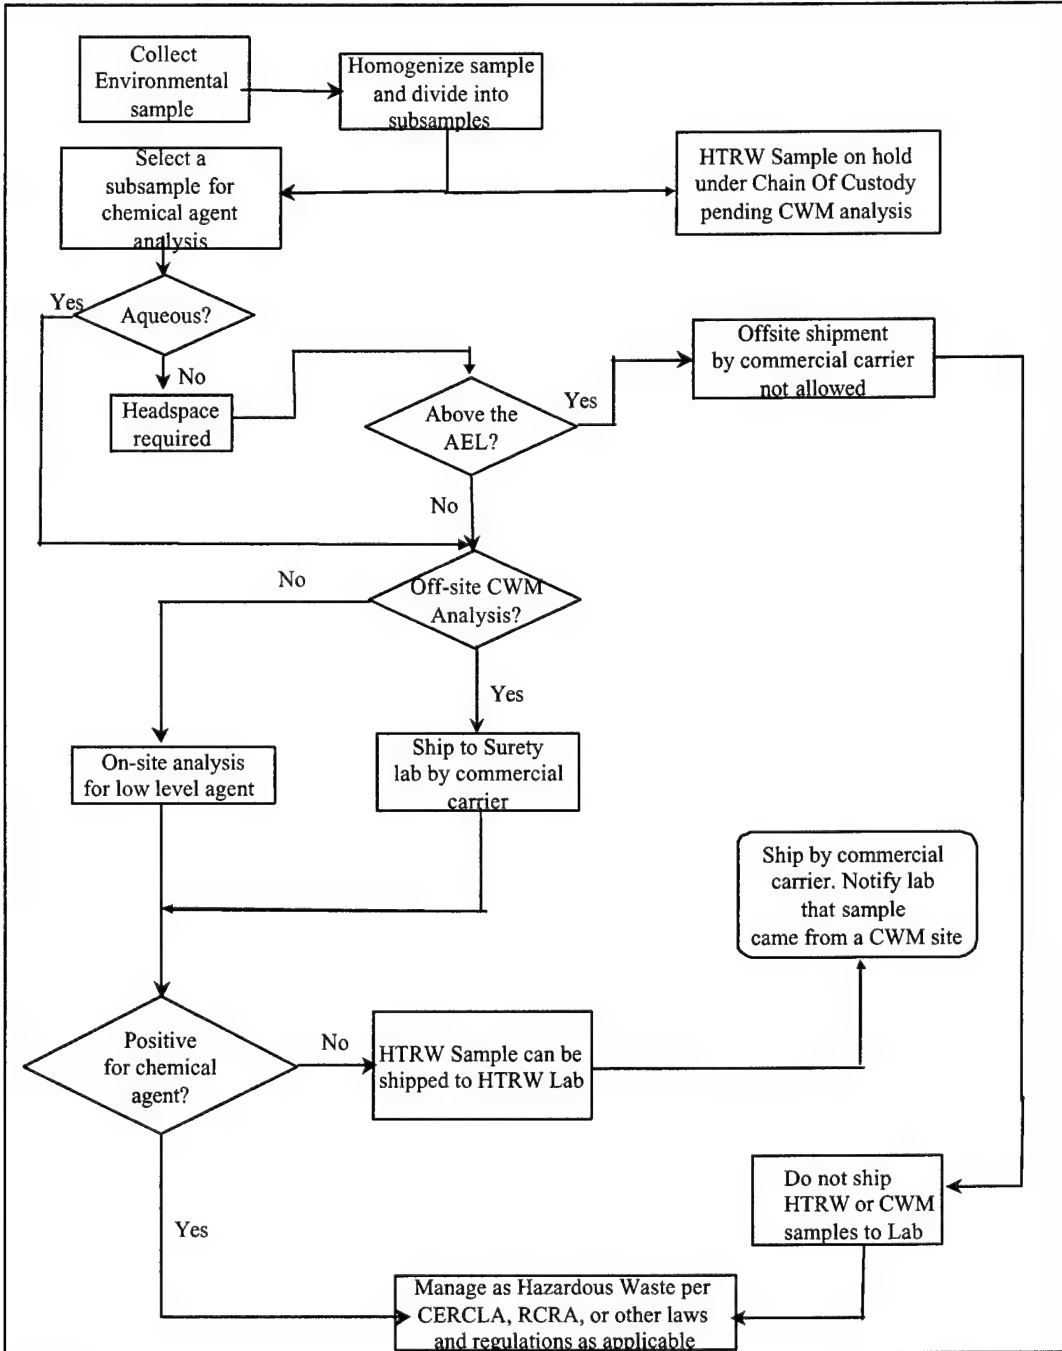 Collect
Environmental
sample
Homogenize sample
and divide into
subsamples
Select a
subsample for
chemical agent
analysis
HTRW Sample on hold
under Chain Of Custody
pending CWM analysis
Yes
Aqueous?
No
Headspace
required
Above the
AEL?
Yes
Offsite shipment
by commercial carrier
not allowed
No
Off-site CWM
Analysis?
No
Yes
On-site analysis
for low level agent
Ship to Surety
lab by commercial
carrier
Ship by commercial
carrier. Notify lab
that sample
came from a CWM site
Positive
for chemical
agent?
No
HTRW Sample can be
shipped to HTRW Lab
Do not ship
HTRW or CWM
samples to Lab
Yes
Manage as Hazardous Waste per
CERCLA, RCRA, or other laws
and regulations as applicable